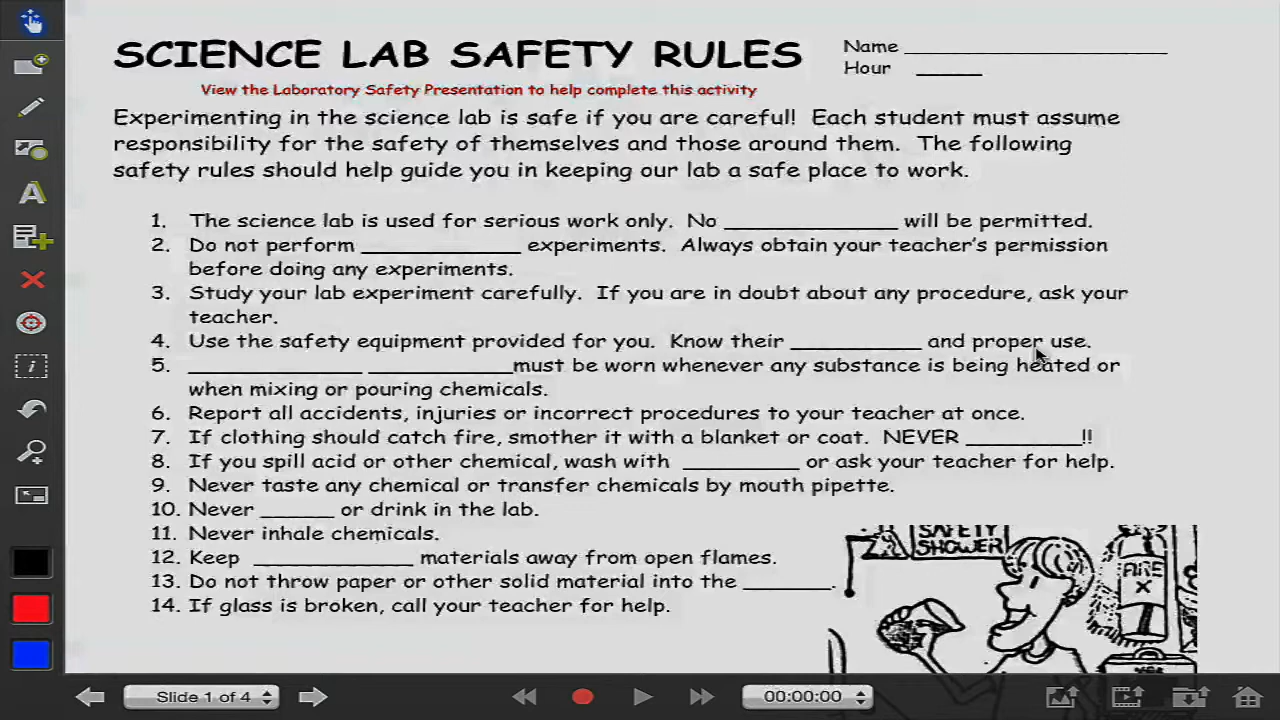 SCIENCE LAB SAFETY RULES
Name ____________________
Hour _____
View the Laboratory Safety Presentation to help complete this activity
Experimenting in the science lab is safe if you are careful! Each student must assume
responsibility for the safety of themselves and those around them. The following
safety rules should help guide you in keeping our lab a safe place to work.
1. The science lab is used for serious work only. No ____________ will be permitted.
2. Do not perform ___________ experiments. Always obtain your teacher's permission
before doing any experiments.
3. Study your lab experiment carefully. If you are in doubt about any procedure, ask your
teacher.
4. Use the safety equipment provided for you. Know their _________ and proper use.
5. ____________ __________must be worn whenever any substance is being heated or
when mixing or pouring chemicals.
6. Report all accidents, injuries or incorrect procedures to your teacher at once.
7. If clothing should catch fire, smother it with a blanket or coat. NEVER ________!!
8. If you spill acid or other chemical, wash with ________ or ask your teacher for help.
9. Never taste any chemical or transfer chemicals by mouth pipette.
10. Never _____ or drink in the lab.
11. Never inhale chemicals.
12. Keep ___________ materials away from open flames.
13. Do not throw paper or other solid material into the ______.
14. If glass is broken, call your teacher for help.
SAFETY
SHOWER
FIRE
X
Slide 1 of 4
00:00:00